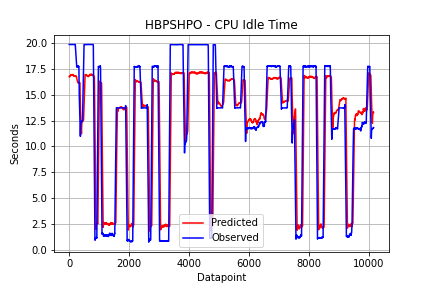 HBPSHPO - CPU Idle Time
20.0
17.5
15.0
12.5
10.0
7.5
5.0
2.5
0.0
Seconds
Predicted
Observed
0 2000 4000 6000 8000 10000
Datapoint